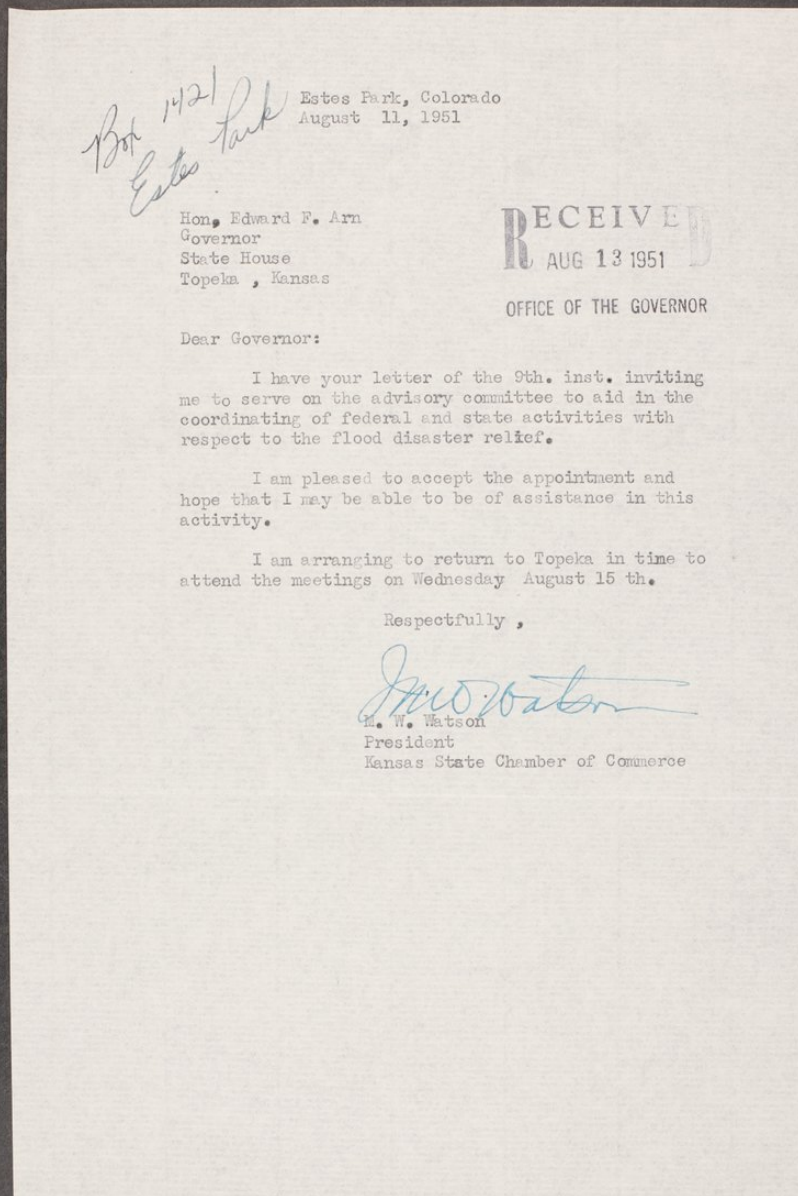 Box 1421
Estes Park
Estes Park, Colorado
August 11, 1951
Hon, Edward F. Arn
Governor
State House
Topeka , Kansas
RECEIVED
AUG 13 1951
OFFICE OF THE GOVERNOR
Dear Governor:
I have your letter of the 9th. inst. inviting
me to serve on the advisory committee to aid in the
coordinating of federal and state activities with
respect to the flood disaster relief.
I am pleased to accept the appointment and
hope that I may be able to be of assistance in this
activity.
I am arranging to return to Topeka in time to
attend the meetings on Wednesday August 15 th.
Respectfully ,
M. W. Watson
M. W. Watson
President
Kansas State Chamber of Commerce